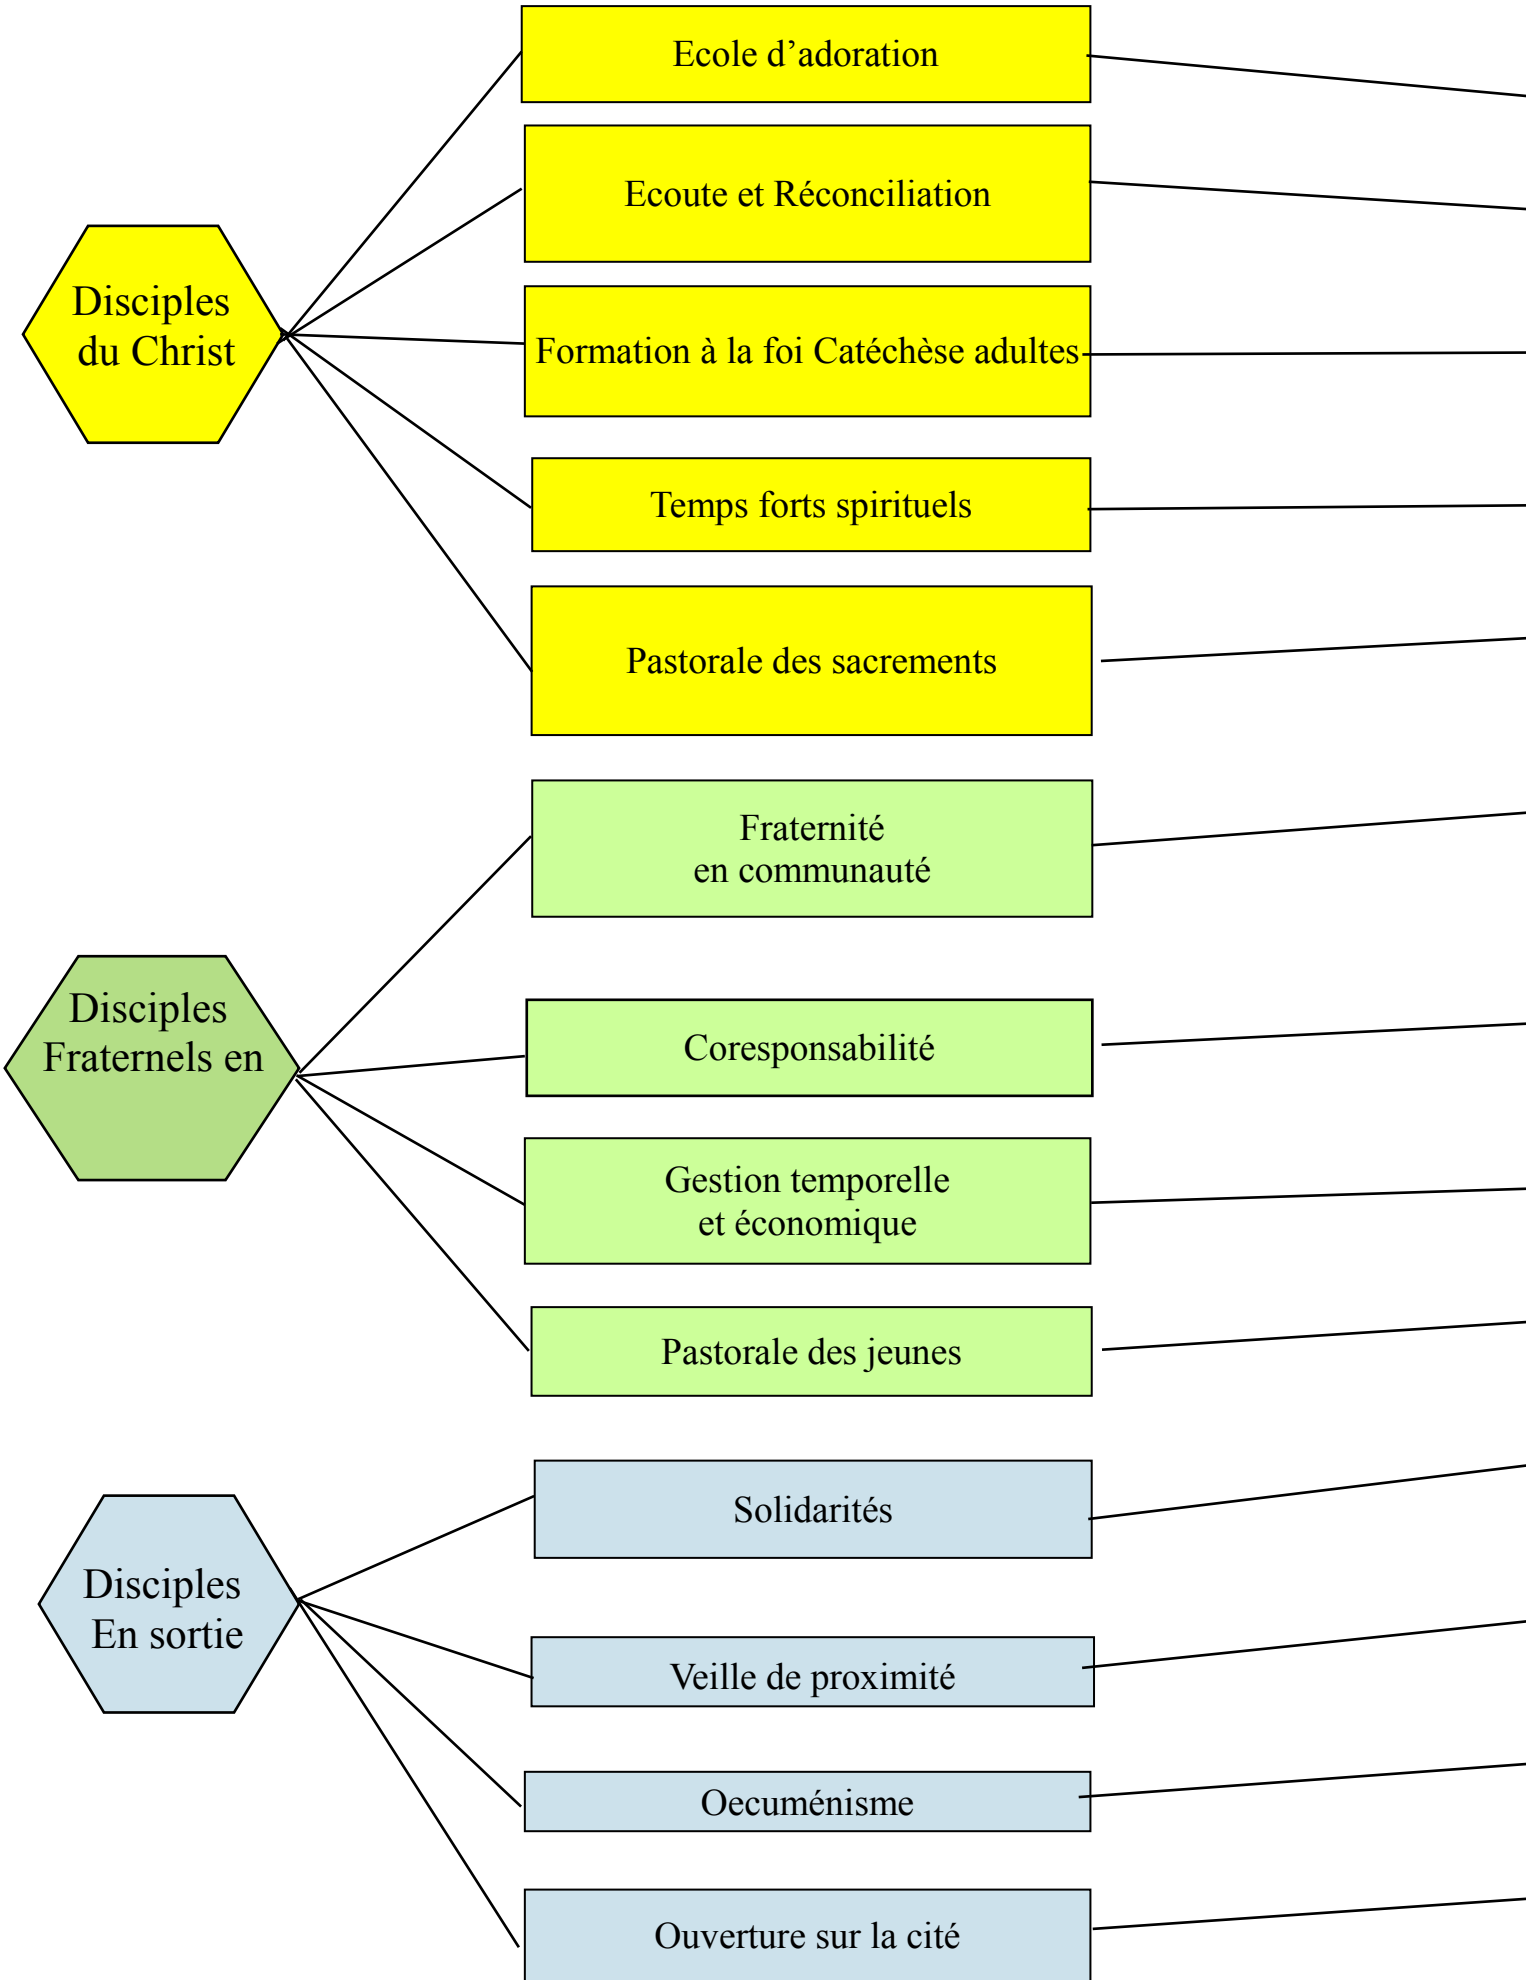 Ecole d’adoration
Ecoute et Réconciliation
Disciples
du Christ
Formation à la foi Catéchèse adultes
Temps forts spirituels
Pastorale des sacrements
Fraternité
en communauté
Disciples
Fraternels en
Coresponsabilité
Gestion temporelle
et économique
Pastorale des jeunes
Solidarités
Disciples
En sortie
Veille de proximité
Oecuménisme
Ouverture sur la cité